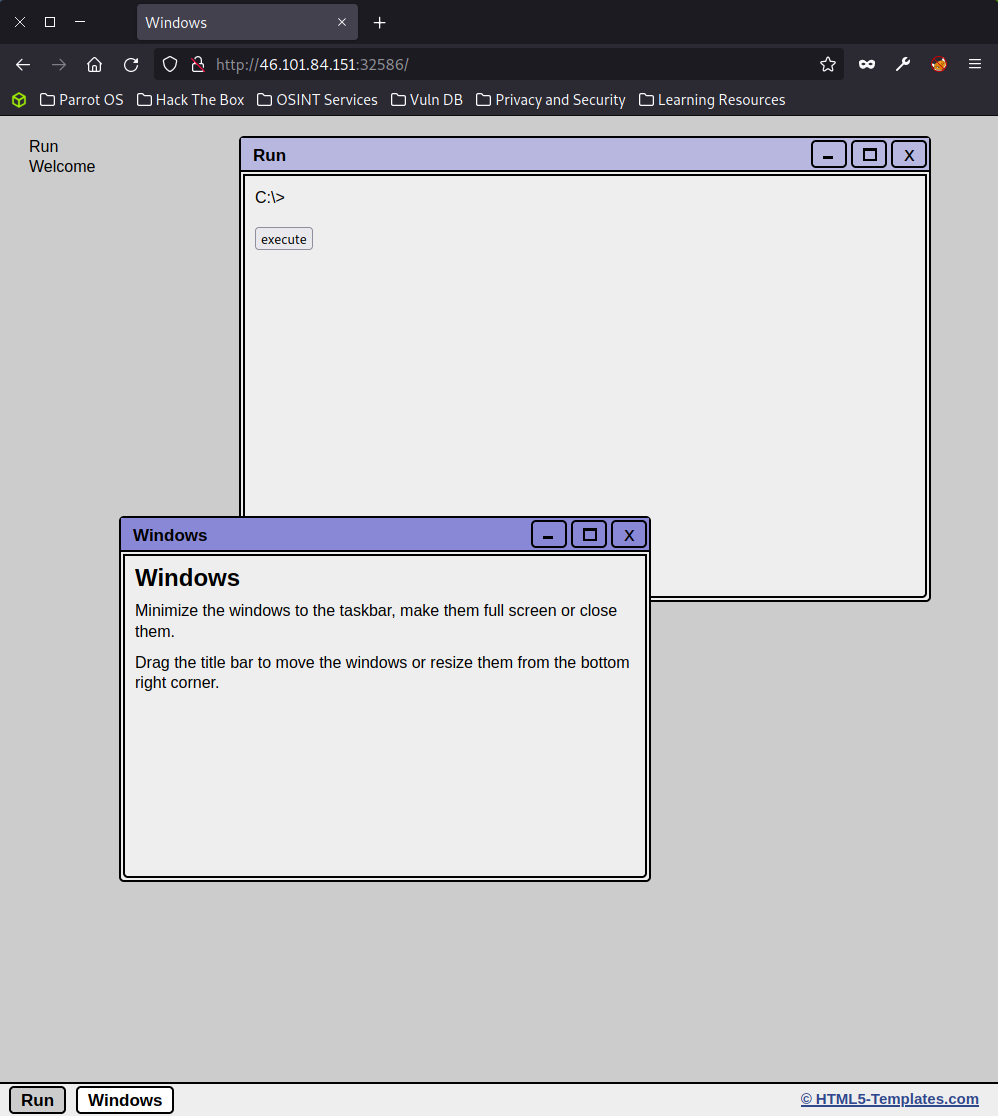 Windows
http://46.101.84.151:32586/
Parrot OS Hack The Box OSINT Services Vuln DB Privacy and Security Learning Resources
Run
Welcome
Run X
C:\>
execute
Windows X
Windows
Minimize the windows to the taskbar, make them full screen or close
them.
Drag the title bar to move the windows or resize them from the bottom
right corner.
Run Windows © HTML5-Templates.com